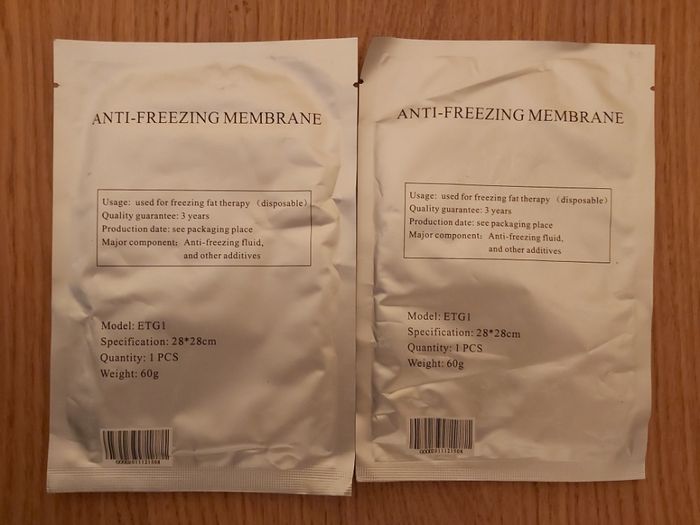 ANTI-FREEZING MEMBRANE
Usage: used for freezing fat therapy （disposable）
Quality guarantee: 3 years
Production date: see packaging place
Major component： Anti-freezing fluid,
and other additives
Model: ETG1
Specification: 28*28cm
Quantity: 1 PCS
Weight: 60g
ANTI-FREEZING MEMBRANE
Usage: used for freezing fat therapy （disposable）
Quality guarantee: 3 years
Production date: see packaging place
Major component： Anti-freezing fluid,
and other additives
Model: ETG1
Specification: 28*28cm
Quantity: 1 PCS
Weight: 60g